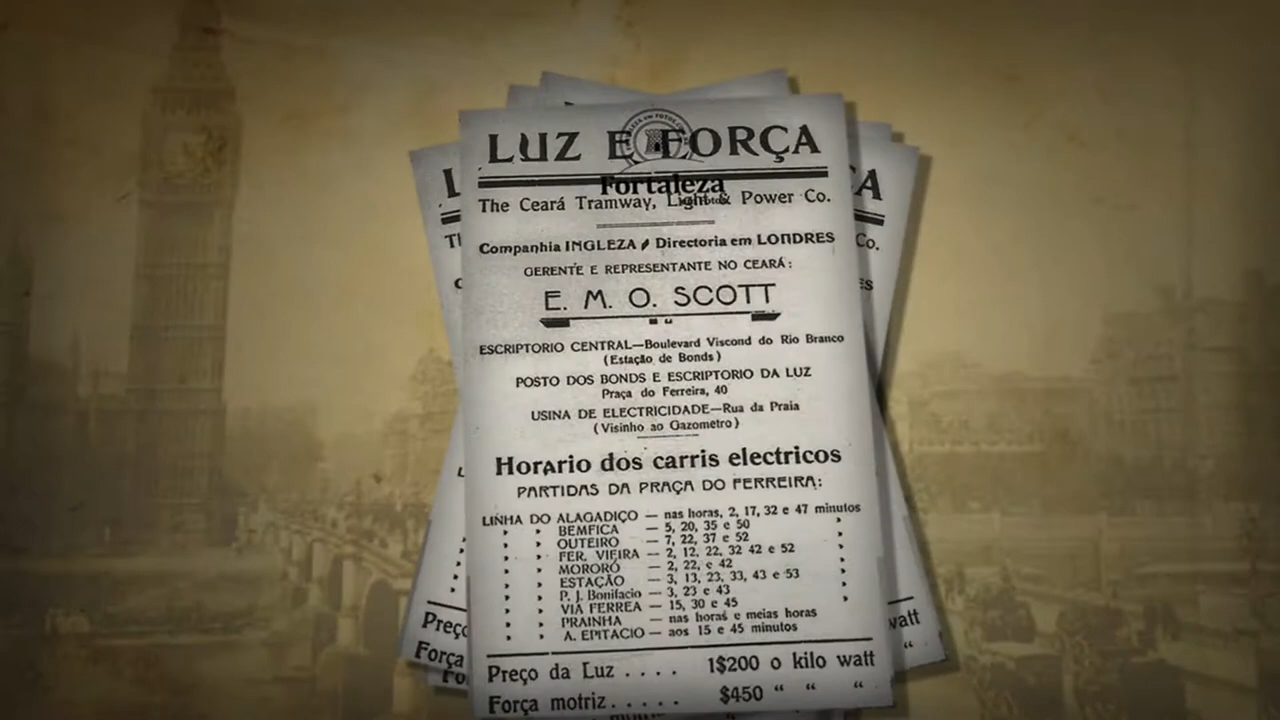 LUZ E FORÇA
Fortaleza
The Ceará Tramway, Light & Power Co.
Companhia INGLEZA Directoria em LONDRES
GERENTE E REPRESENTANTE NO CEARÁ:
E. M. O. SCOTT
ESCRIPTORIO CENTRAL—Boulevard Viscond do Rio Branco
(Estação de Bonds)
POSTO DOS BONDS E ESCRIPTORIO DA LUZ
Praça do Ferreira, 40
USINA DE ELECTRICIDADE—Rua da Praia
(Visinho ao Gazometro)
Horario dos carris electricos
PARTIDAS DA PRAÇA DO FERREIRA:
LINHA DO ALAGADIÇO — nas horas, 2, 17, 32 e 47 minutos
" " BEMFICA — 5, 20, 35 e 50 "
" " OUTEIRO — 7, 22, 37 e 52 "
" " FER. VIEIRA — 2, 12, 22, 32 42 e 52 "
" " MORORÓ — 2, 22, e 42 "
" " ESTAÇÃO — 3, 13, 23, 33, 43 e 53 "
" " P. J. Bonifacio — 3, 23 e 43 "
" " VIA FERREA — 15, 30 e 45 "
" " PRAINHA — nas horas e meias horas
" " A. EPITACIO — aos 15 e 45 minutos
Preço da Luz . . . . 1$200 o kilo watt
Força motriz . . . . . $450 “ “ “